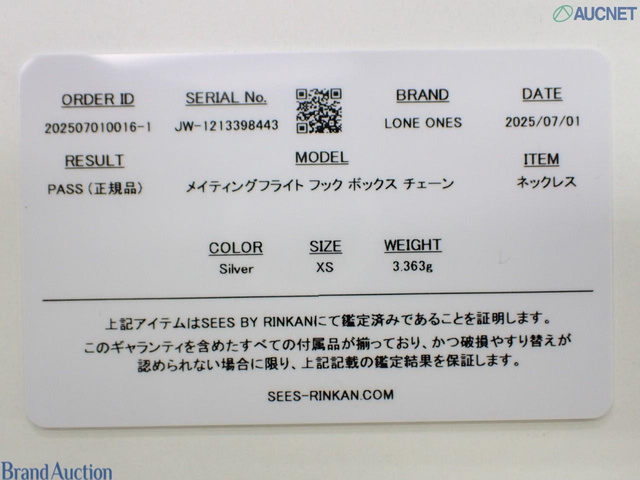 AUCNET
ORDER ID SERIAL No. BRAND DATE
202507010016-1 JW-1213398443 LONE ONES 2025/07/01
RESULT MODEL ITEM
PASS（正規品） メイティングフライト フック ボックス チェーン ネックレス
COLOR SIZE WEIGHT
Silver XS 3.363g
上記アイテムはSEES BY RINKANにて鑑定済みであることを証明します。
このギャランティを含めたすべての付属品が揃っており、かつ破損やすり替えが
認められない場合に限り、上記記載の鑑定結果を保証します。
SEES-RINKAN.COM
Brand Auction